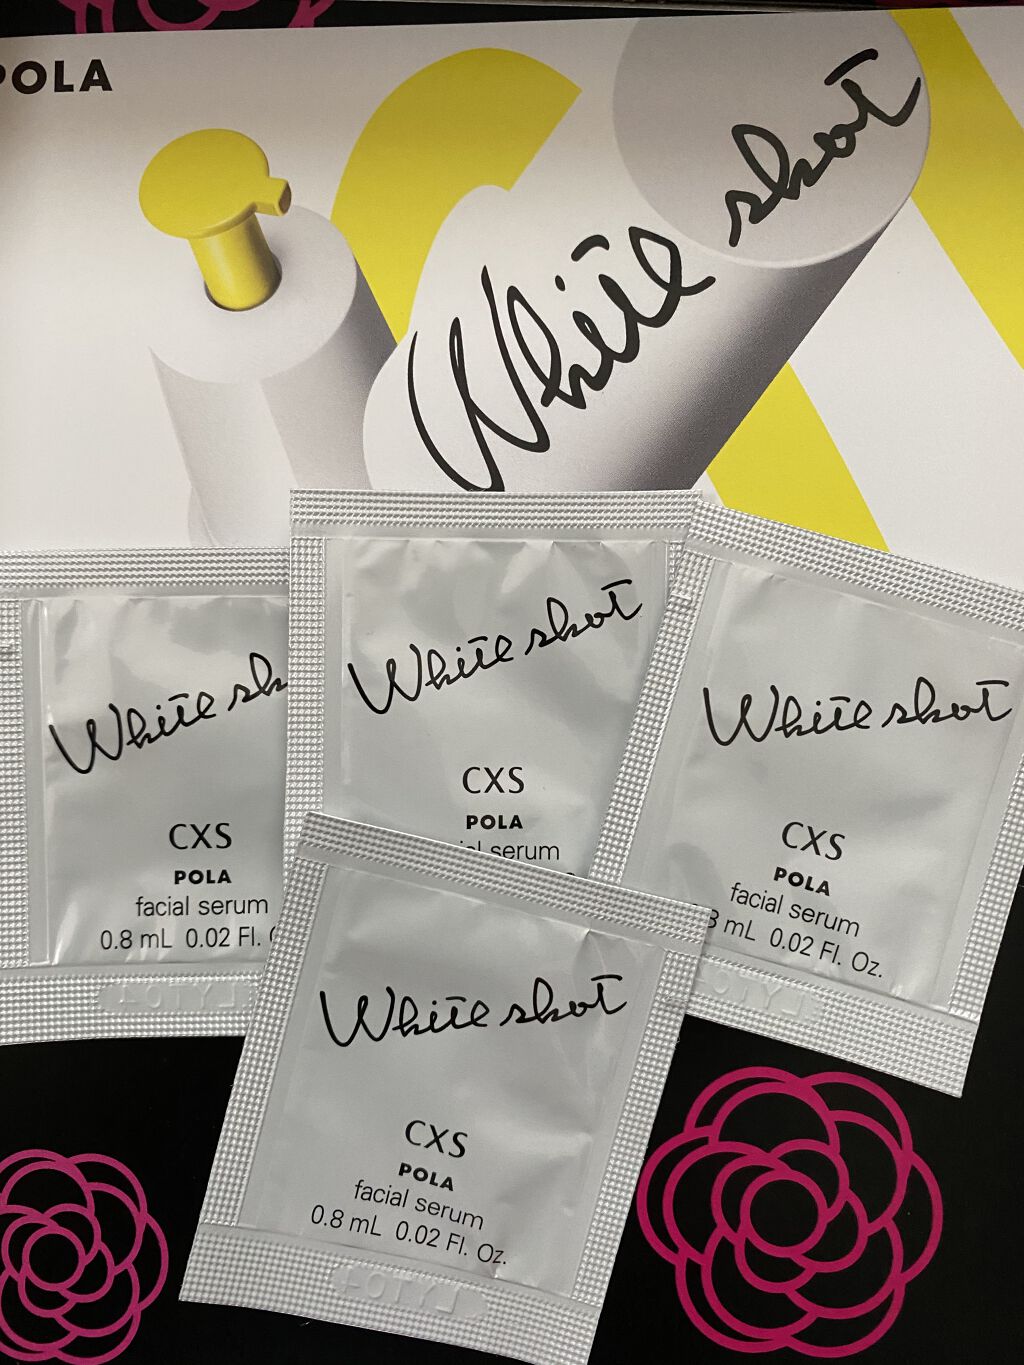 POLA
White shot
White sh
CXS
POLA
facial serum
0.8 mL 0.02 Fl.
White shot
CXS
POLA
serum
White shot
CXS
POLA
facial serum
mL 0.02 Fl. Oz.
White shot
CXS
POLA
facial serum
0.8 mL 0.02 Fl. Oz.